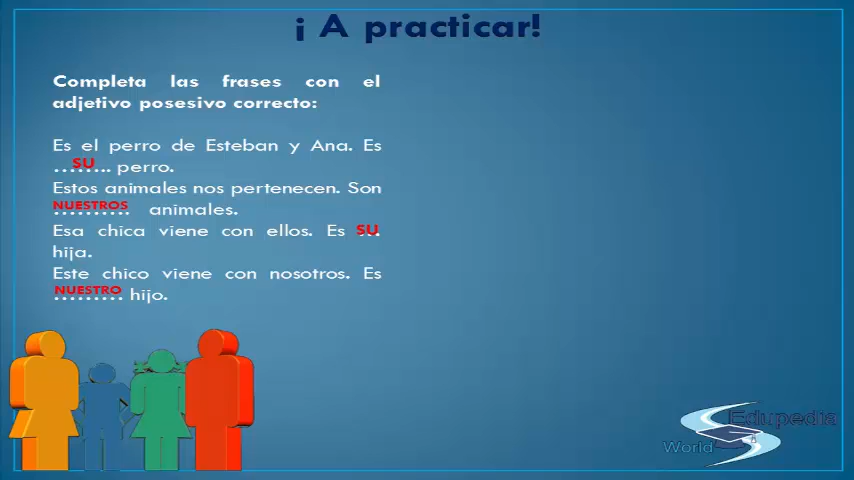 ¡ A practicar!
Completa las frases con el
adjetivo posesivo correcto:
Es el perro de Esteban y Ana. Es
...SU... perro.
Estos animales nos pertenecen. Son
NUESTROS animales.
Esa chica viene con ellos. Es SU
hija.
Este chico viene con nosotros. Es
NUESTRO hijo.
Edupedia
World